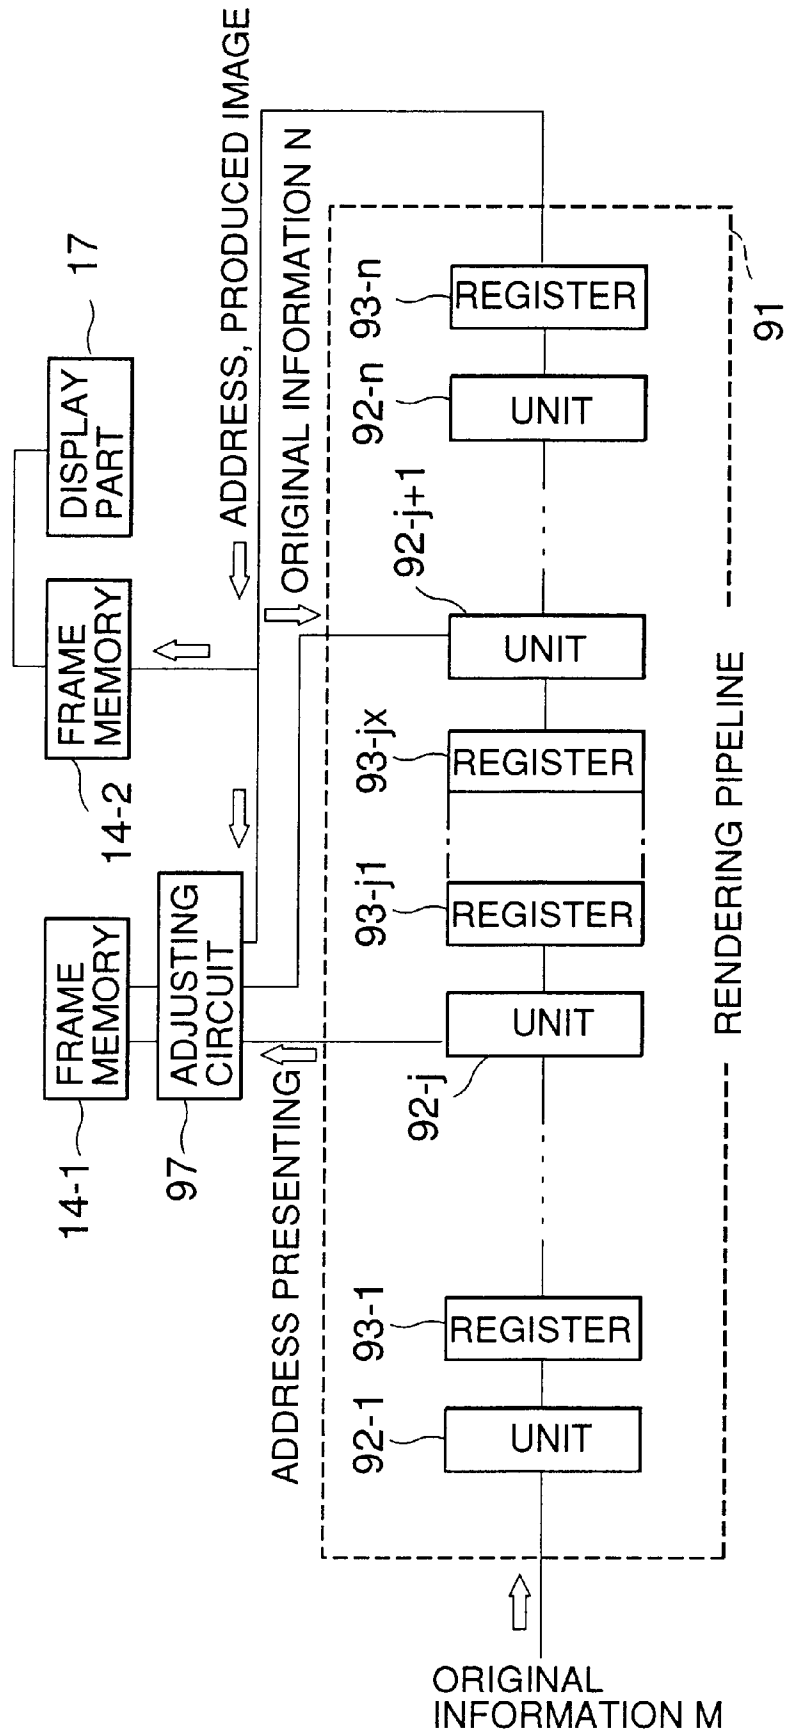 14-1
FRAME
MEMORY
14-2
FRAME
MEMORY
DISPLAY
PART
17
97
ADJUSTING
CIRCUIT
ADDRESS, PRODUCED IMAGE
ADDRESS PRESENTING
ORIGINAL INFORMATION N
92-1
93-1
92-j
93-j1
93-jx
92-j+1
92-n
93-n
UNIT
REGISTER
UNIT
REGISTER
REGISTER
UNIT
UNIT
REGISTER
ORIGINAL
INFORMATION M
RENDERING PIPELINE
91